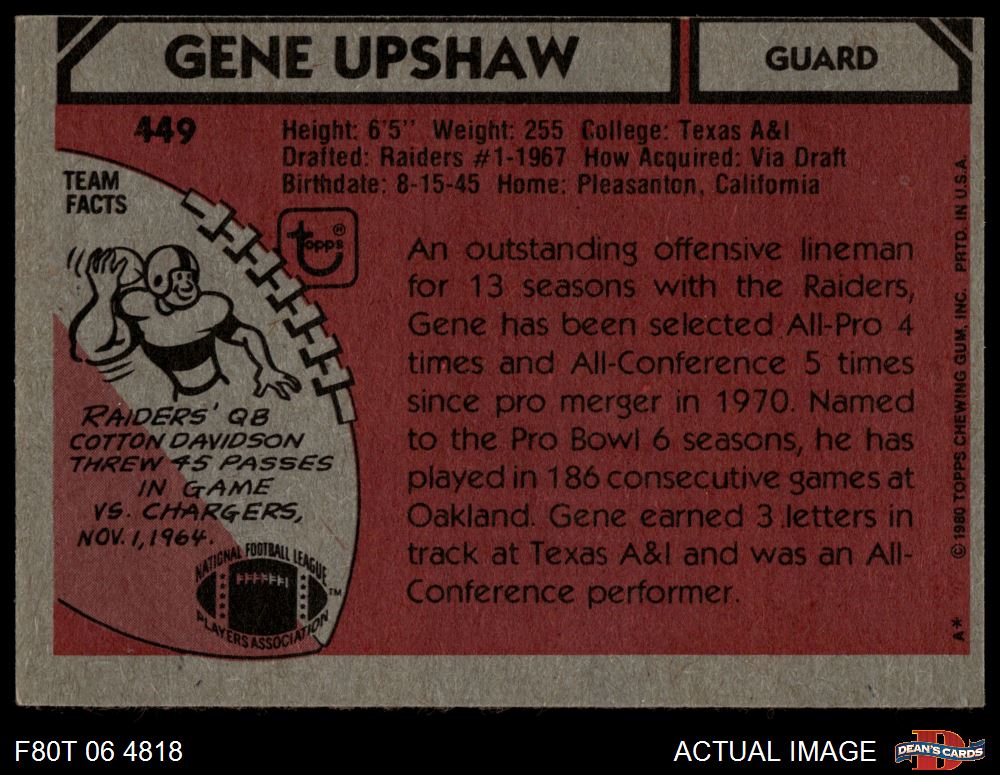 GENE UPSHAW
GUARD
449
Height: 6'5" Weight: 255 College: Texas A&I
Drafted: Raiders #1-1967 How Acquired: Via Draft
Birthdate: 8-15-45 Home: Pleasanton, California
TEAM
FACTS
topps®
An outstanding offensive lineman
for 13 seasons with the Raiders,
Gene has been selected All-Pro 4
times and All-Conference 5 times
since pro merger in 1970. Named
to the Pro Bowl 6 seasons, he has
played in 186 consecutive games at
Oakland. Gene earned 3 letters in
track at Texas A&I and was an All-
Conference performer.
RAIDERS' QB
COTTON DAVIDSON
THREW 45 PASSES
IN GAME
VS. CHARGERS,
NOV. 1, 1964.
NATIONAL FOOTBALL LEAGUE
PLAYERS ASSOCIATION
TM
© 1980 TOPPS CHEWING GUM, INC. PRTD. IN U.S.A.
A*
F80T 06 4818
ACTUAL IMAGE
D
DEAN'S CARDS